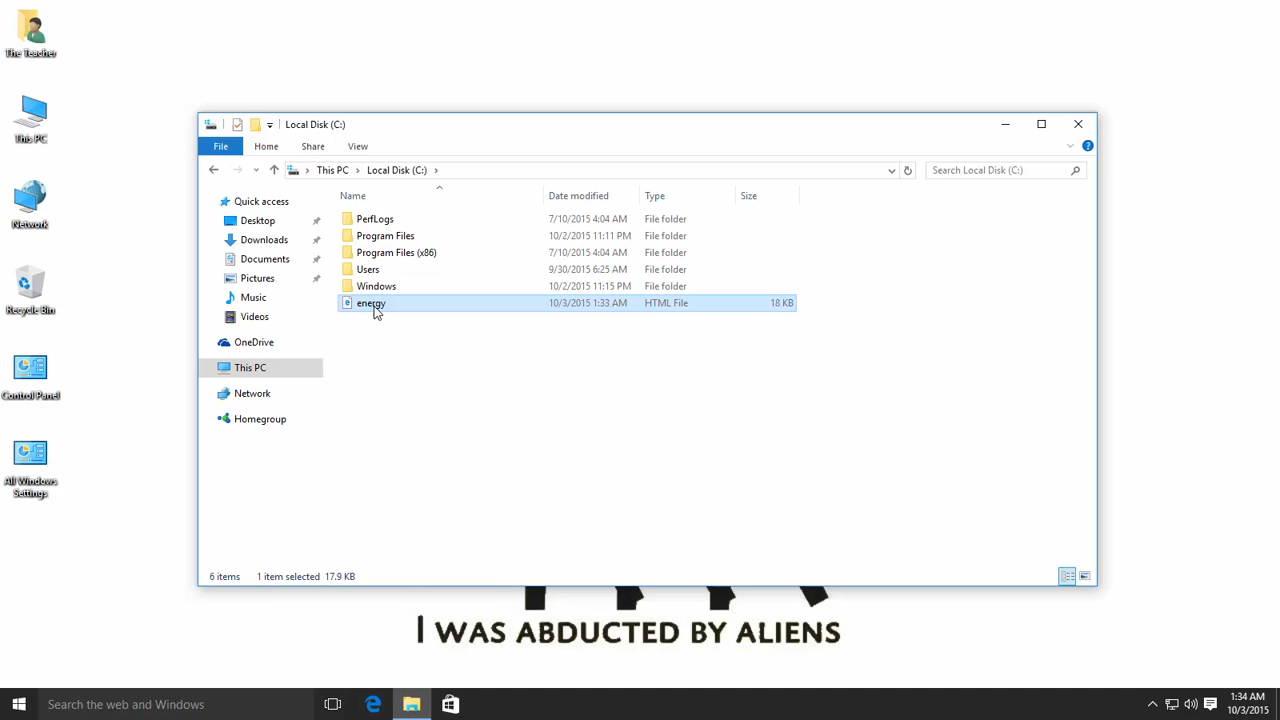 The Teacher
This PC
Network
Recycle Bin
Control Panel
All Windows
Settings
Local Disk (C:)
File Home Share View
This PC Local Disk (C:)
Search Local Disk (C:)
Name Date modified Type Size
PerfLogs 7/10/2015 4:04 AM File folder
Program Files 10/2/2015 11:11 PM File folder
Program Files (x86) 7/10/2015 4:04 AM File folder
Users 9/30/2015 6:25 AM File folder
Windows 10/2/2015 11:15 PM File folder
energy 10/3/2015 1:33 AM HTML File 18 KB
Quick access
Desktop
Downloads
Documents
Pictures
Music
Videos
OneDrive
This PC
Network
Homegroup
6 items 1 item selected 17.9 KB
I WAS ABDUCTED BY ALIENS
Search the web and Windows
1:34 AM
10/3/2015